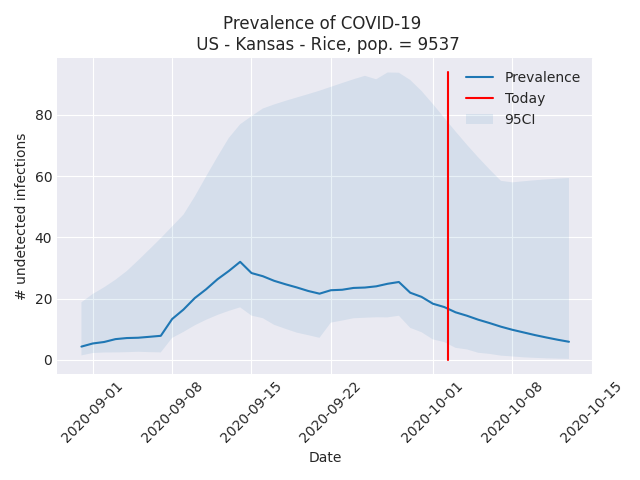 Prevalence of COVID-19
US - Kansas - Rice, pop. = 9537
# undetected infections
80
60
40
20
0
Prevalence
Today
95CI
2020-09-01
2020-09-08
2020-09-15
2020-09-22
2020-10-01
2020-10-08
2020-10-15
Date